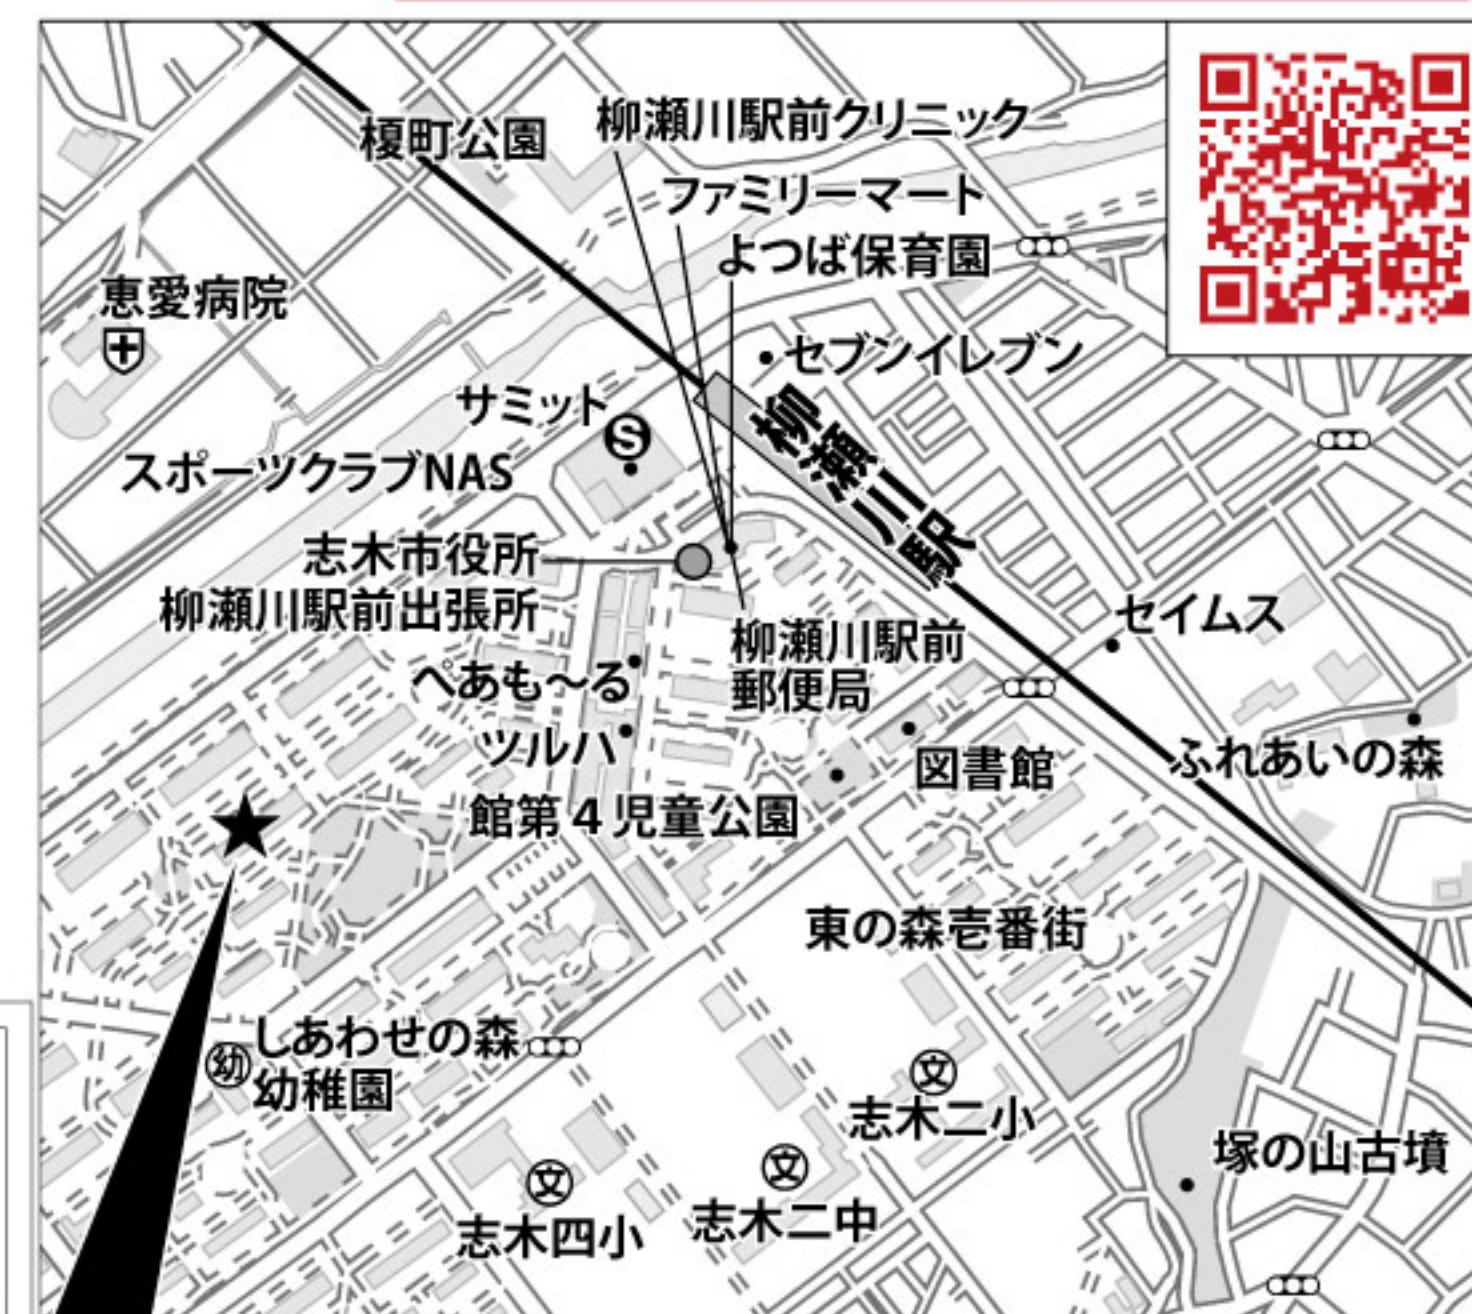 榎町公園
柳瀬川駅前クリニック
ファミリーマート
よつば保育園
恵愛病院
セブンイレブン
サミット
S
スポーツクラブNAS
柳瀬川駅
志木市役所
柳瀬川駅前出張所
セイムス
柳瀬川駅前
郵便局
ぺあも〜る
ツルハ
図書館
ふれあいの森
館第4児童公園
東の森壱番街
幼
しあわせの森
幼稚園
文
志木二小
文
志木二中
文
志木四小
塚の山古墳